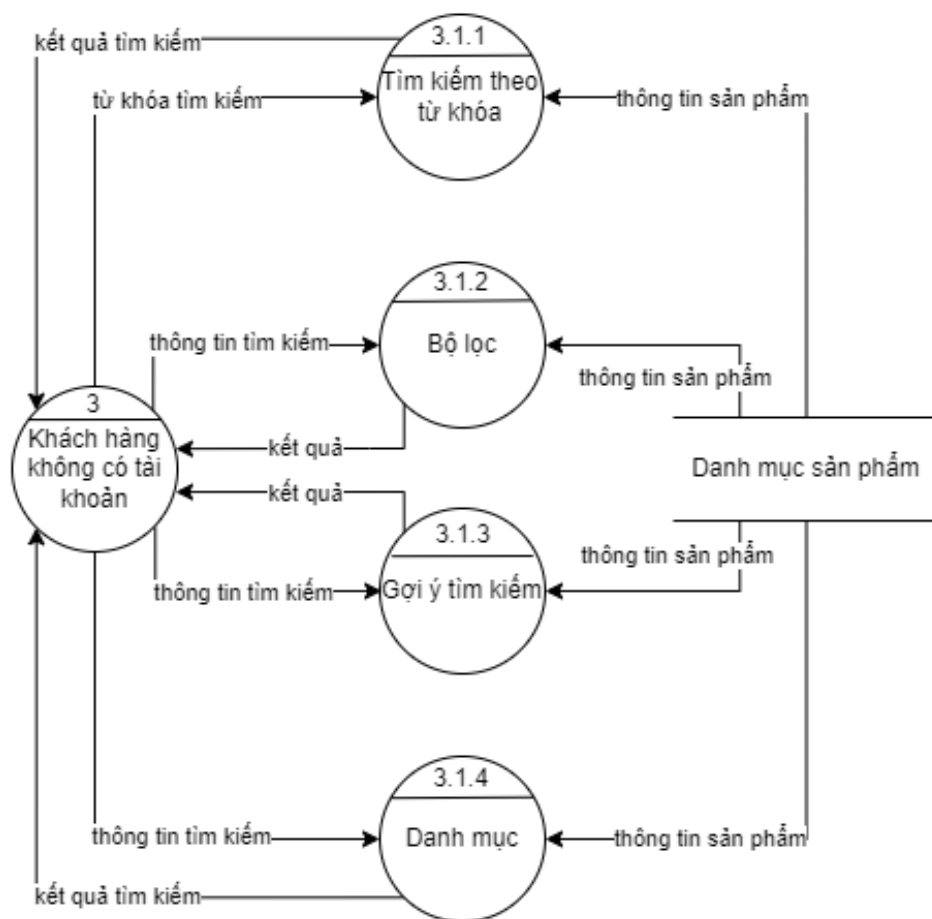 3.1.1
kết quả tìm kiếm
Tìm kiếm theo
từ khóa
từ khóa tìm kiếm
thông tin sản phẩm
3.1.2
thông tin tìm kiếm
Bộ lọc
thông tin sản phẩm
3
Khách hàng
không có tài
khoản
kết quả
Danh mục sản phẩm
kết quả
3.1.3
thông tin sản phẩm
thông tin tìm kiếm
Gợi ý tìm kiếm
3.1.4
thông tin tìm kiếm
Danh mục
thông tin sản phẩm
kết quả tìm kiếm